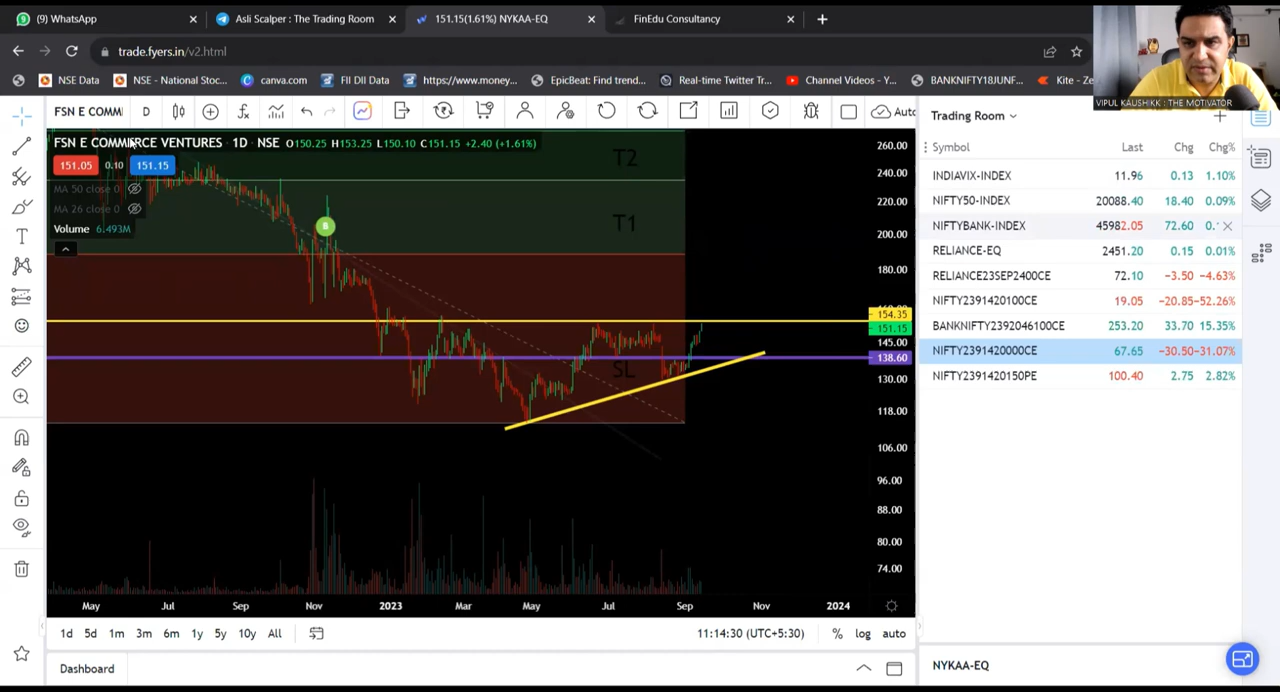 (9) WhatsApp
Asli Scalper : The Trading Room
151.15(1.61%) NYKAA-EQ
FinEdu Consultancy
trade.fyers.in/v2.html
NSE Data
NSE - National Stoc...
canva.com
FII DII Data
https://www.money...
EpicBeat: Find trend...
Real-time Twitter Tr...
Channel Videos - Y...
BANKNIFTY18JUNF...
Kite - Ze
VIPUL KAUSHIKK : THE MOTIVATOR
FSN E COMM
D
Auto
FSN E COMMERCE VENTURES · 1D · NSE O150.25 H153.25 L150.10 C151.15 +2.40 (+1.61%)
151.05 0.10 151.15
MA 50 close 0
MA 26 close 0
Volume 6.493M
T2
T1
B
SL
260.00
240.00
220.00
200.00
180.00
154.35
151.15
145.00
138.60
130.00
118.00
106.00
96.00
88.00
80.00
74.00
May Jul Sep Nov 2023 Mar May Jul Sep Nov 2024
1d 5d 1m 3m 6m 1y 5y 10y All
11:14:30 (UTC+5:30) % log auto
Dashboard
Trading Room
Symbol Last Chg Chg%
INDIAVIX-INDEX 11.96 0.13 1.10%
NIFTY50-INDEX 20088.40 18.40 0.09%
NIFTYBANK-INDEX 45982.05 72.60 0.
RELIANCE-EQ 2451.20 0.15 0.01%
RELIANCE23SEP2400CE 72.10 -3.50 -4.63%
NIFTY2391420100CE 19.05 -20.85 -52.26%
BANKNIFTY2392046100CE 253.20 33.70 15.35%
NIFTY2391420000CE 67.65 -30.50 -31.07%
NIFTY2391420150PE 100.40 2.75 2.82%
NYKAA-EQ